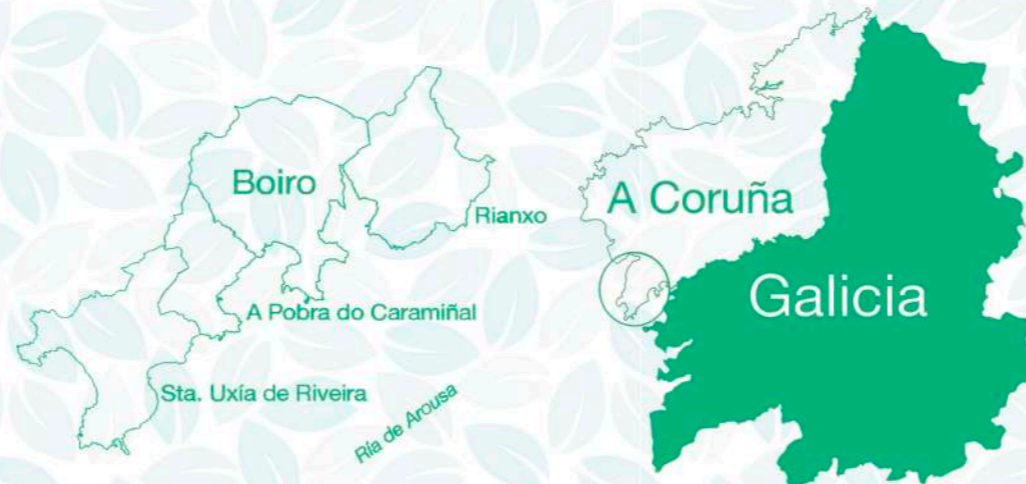 Boiro
Rianxo
A Pobra do Caramiñal
Sta. Uxía de Riveira
Ría de Arousa
A Coruña
Galicia